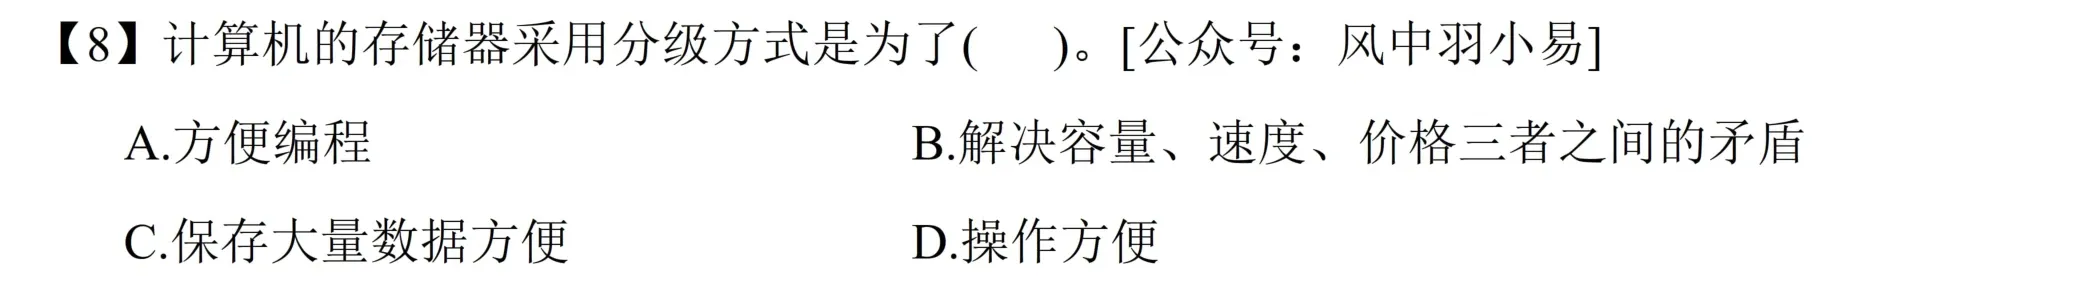 【8】计算机的存储器采用分级方式是为了(    )。[公众号：风中羽小易]
A.方便编程    B.解决容量、速度、价格三者之间的矛盾
C.保存大量数据方便    D.操作方便